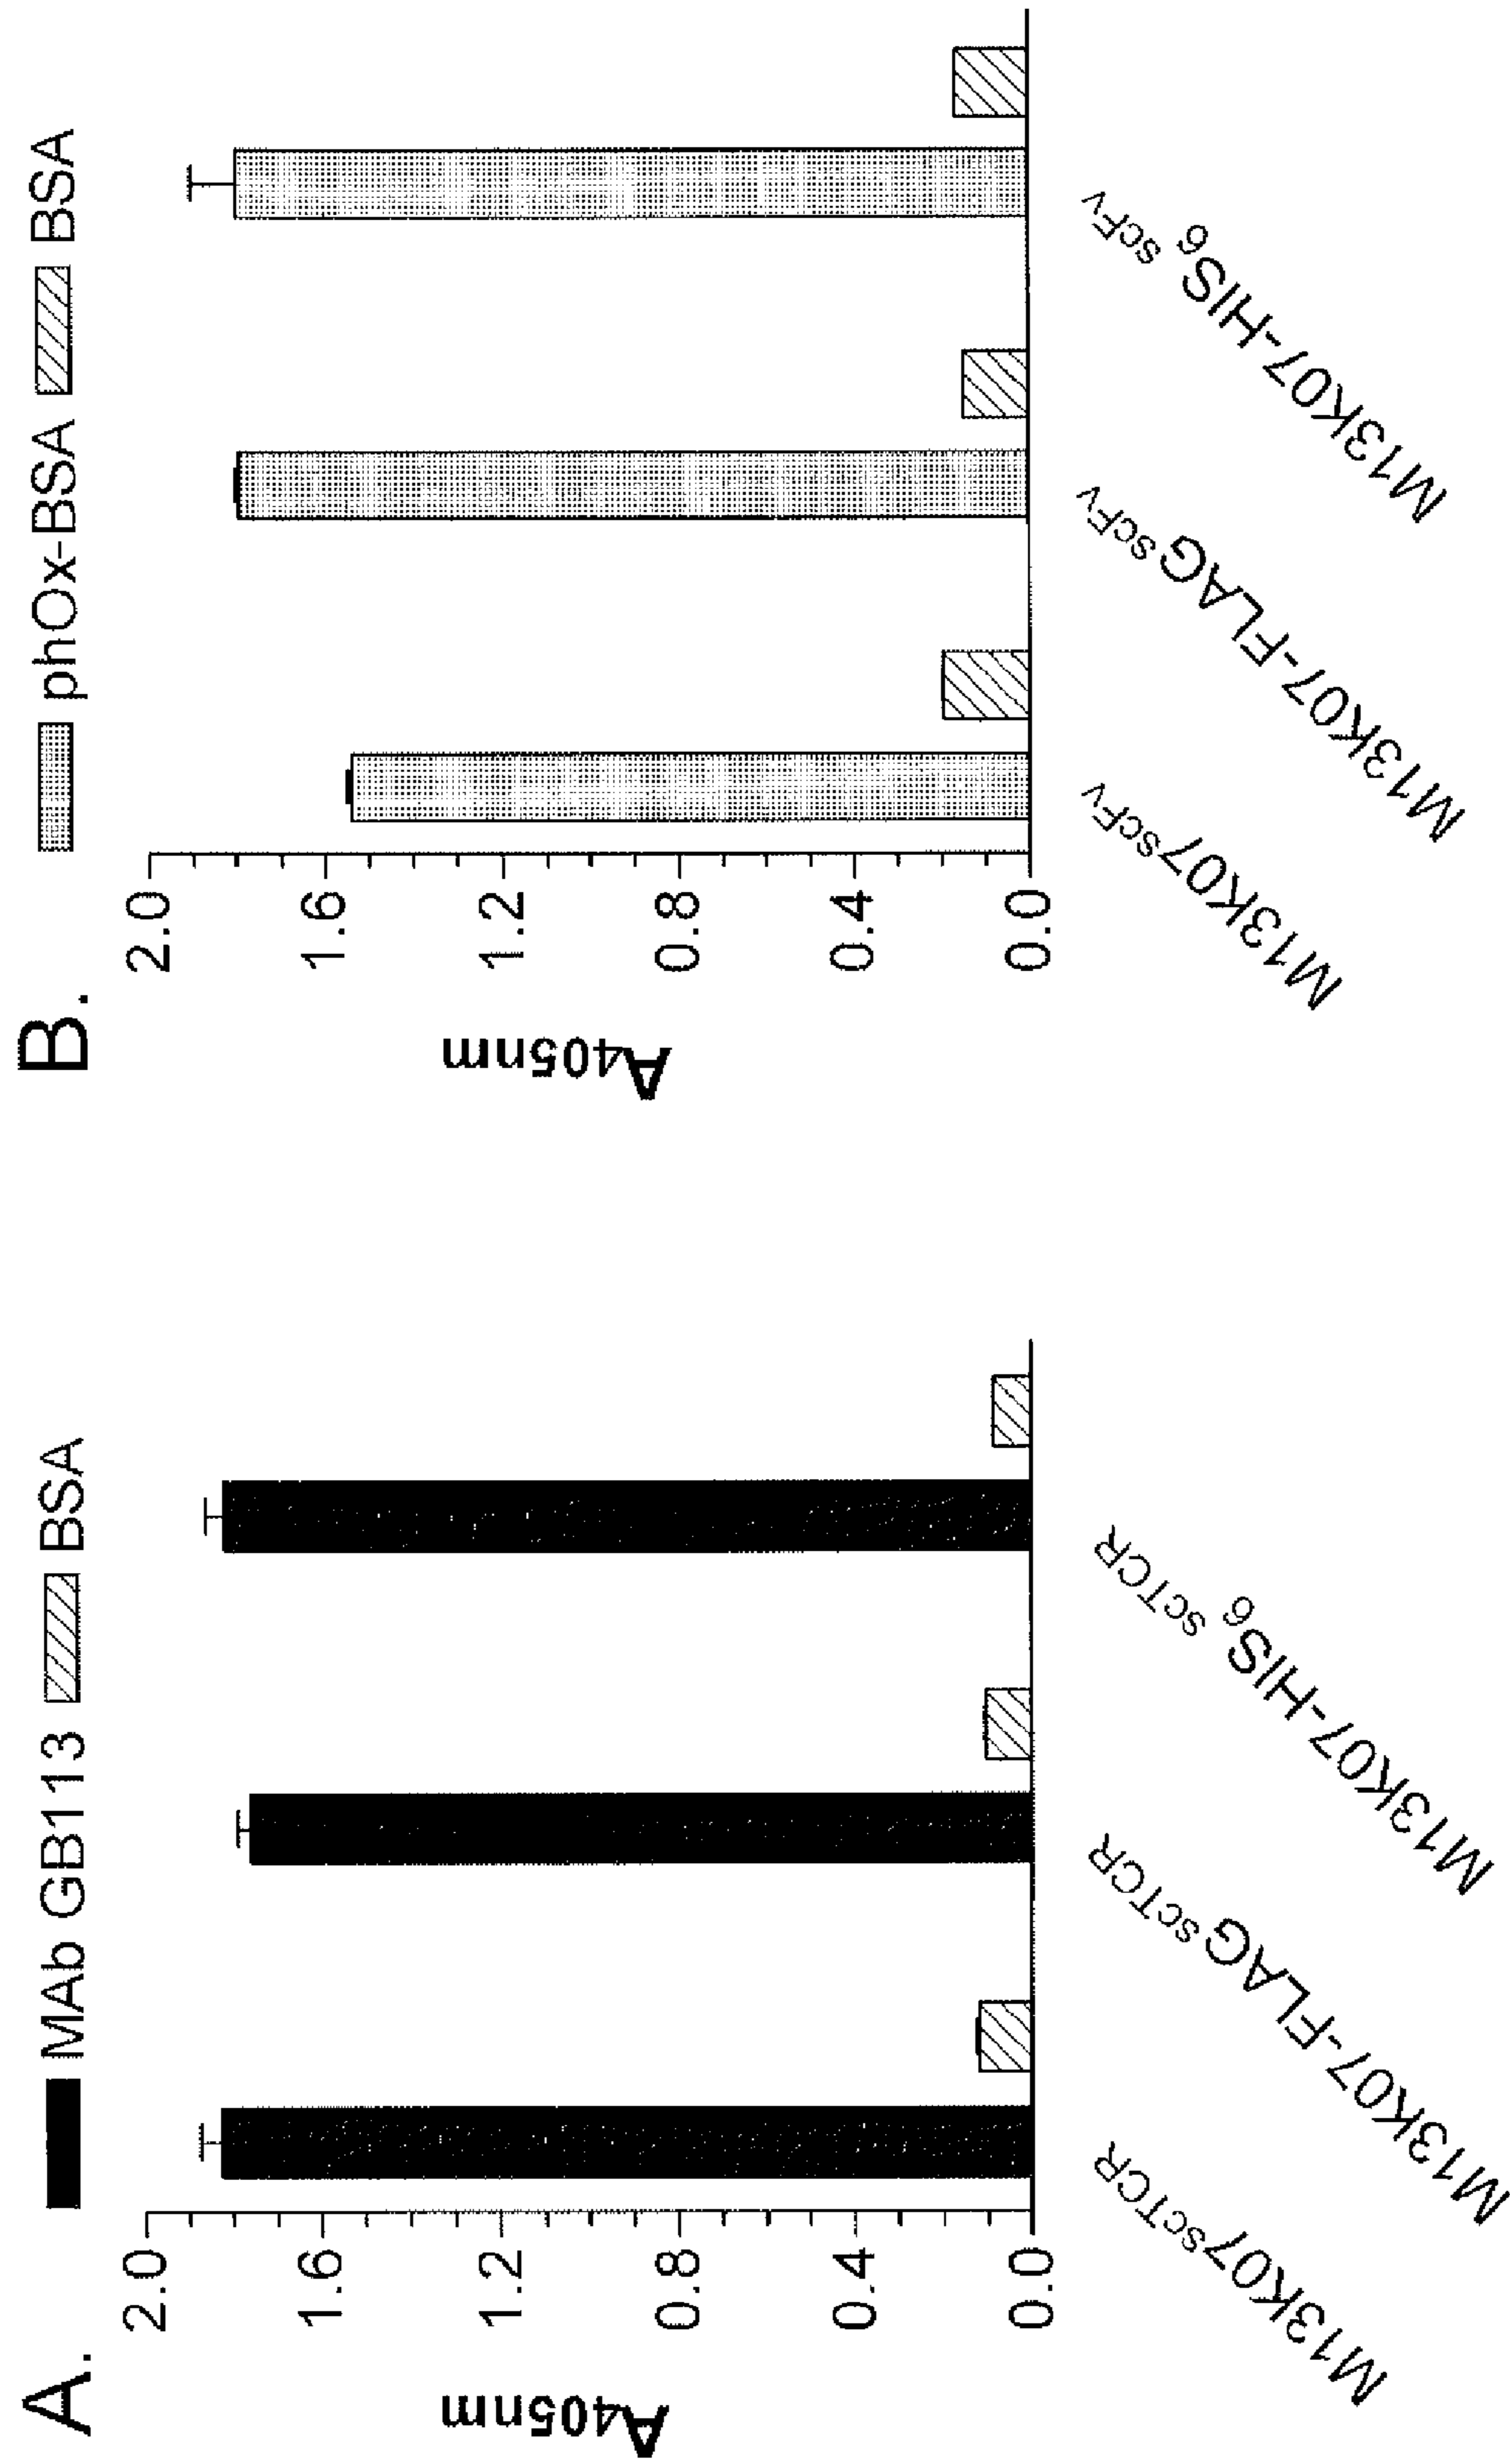 A.
MAb GB113 BSA
A405nm
2.0
1.6
1.2
0.8
0.4
0.0
M13K07scTCR
M13K07-FLAGscTCR
M13K07-HIS6 scTCR
B.
phOx-BSA BSA
A405nm
2.0
1.6
1.2
0.8
0.4
0.0
M13K07scFv
M13K07-FLAGscFv
M13K07-HIS6 scFv